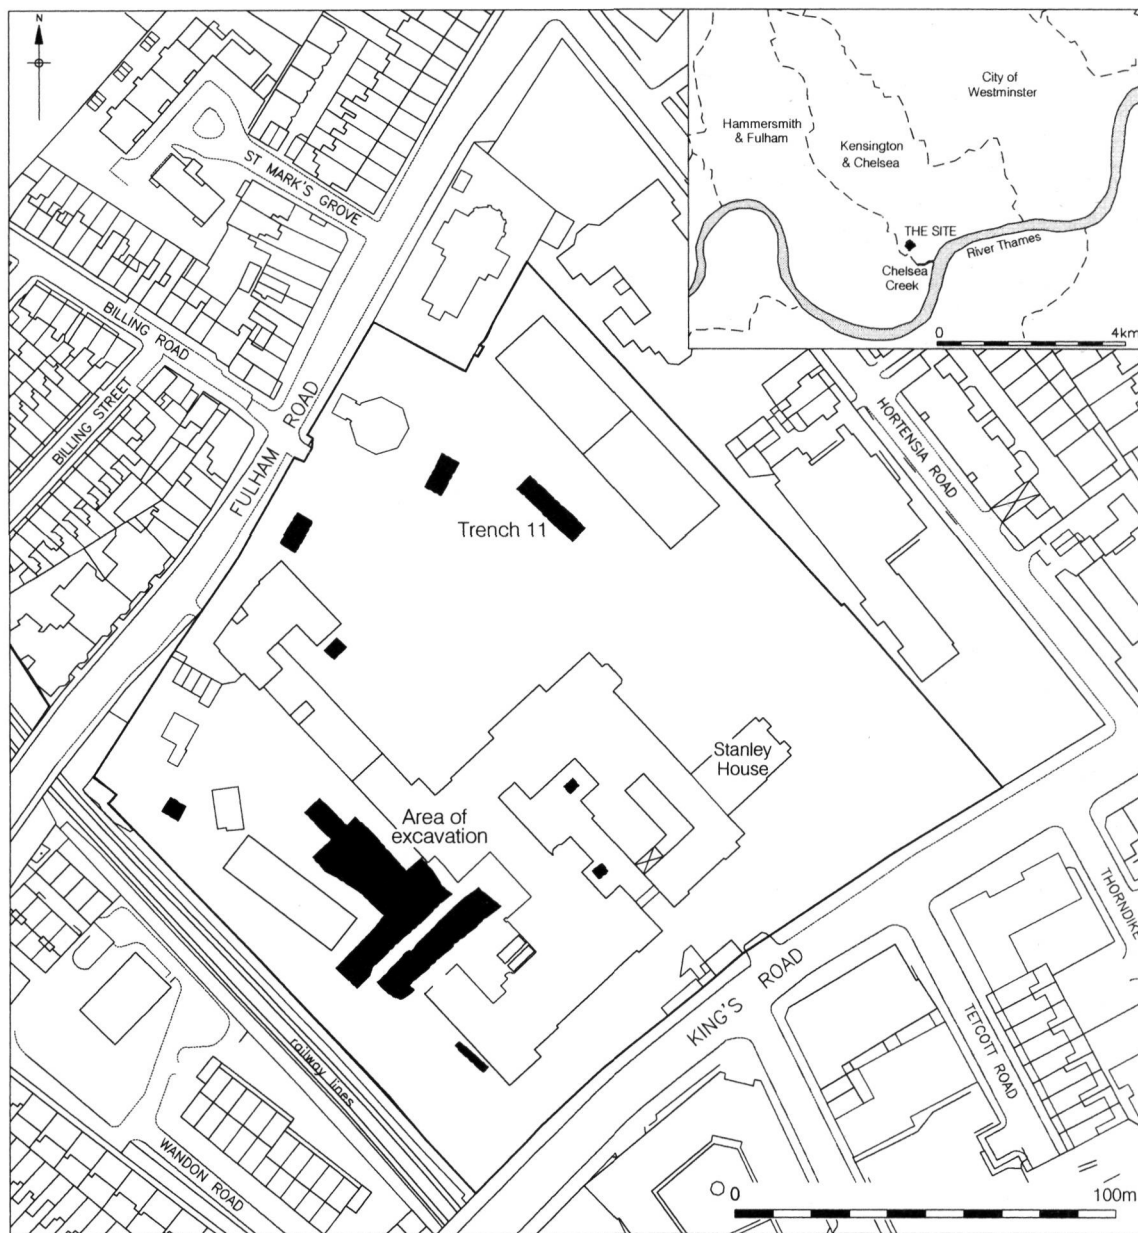 N
City of
Westminster
Hammersmith
& Fulham
Kensington
& Chelsea
THE SITE
River Thames
Chelsea
Creek
0 4km
ST MARK'S GROVE
BILLING ROAD
BILLING STREET
FULHAM ROAD
HORTENSIA ROAD
Trench 11
Stanley
House
Area of
excavation
THORNDIKE
KING'S ROAD
TETCOTT ROAD
railway lines
WANDON ROAD
0 100m